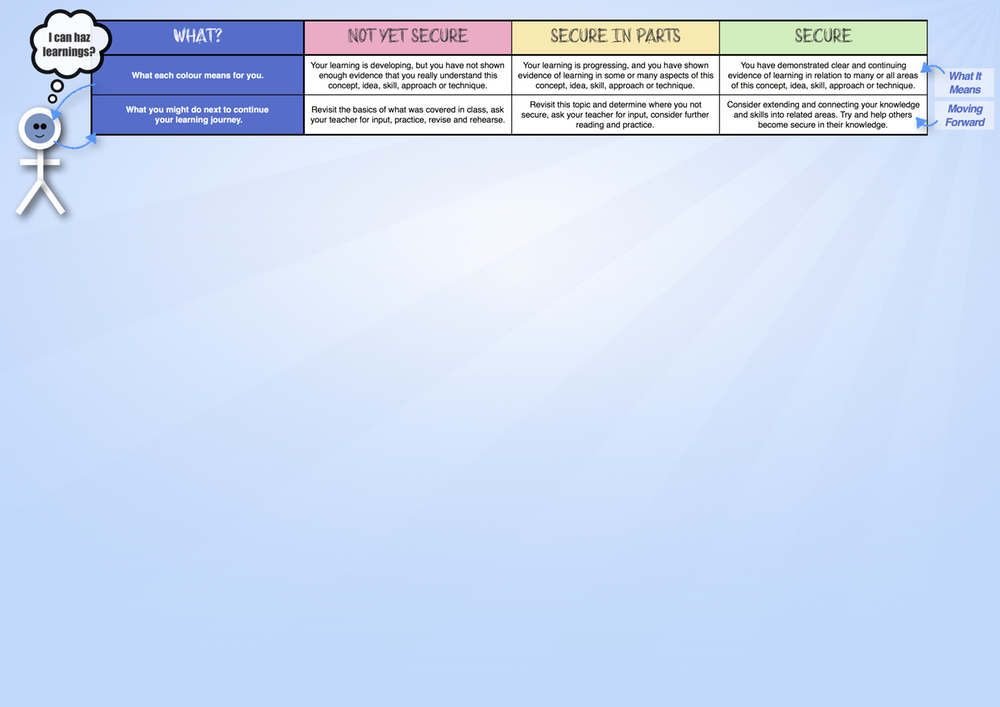 I can haz
learnings?
WHAT?
NOT YET SECURE
SECURE IN PARTS
SECURE
What each colour means for you.
Your learning is developing, but you have not shown
enough evidence that you really understand this
concept, idea, skill, approach or technique.
Your learning is progressing, and you have shown
evidence of learning in some or many aspects of this
concept, idea, skill, approach or technique.
You have demonstrated clear and continuing
evidence of learning in relation to many or all areas
of this concept, idea, skill, approach or technique.
What It
Means
What you might do next to continue
your learning journey.
Revisit the basics of what was covered in class, ask
your teacher for input, practice, revise and rehearse.
Revisit this topic and determine where you not
secure, ask your teacher for input, consider further
reading and practice.
Consider extending and connecting your knowledge
and skills into related areas. Try and help others
become secure in their knowledge.
Moving
Forward